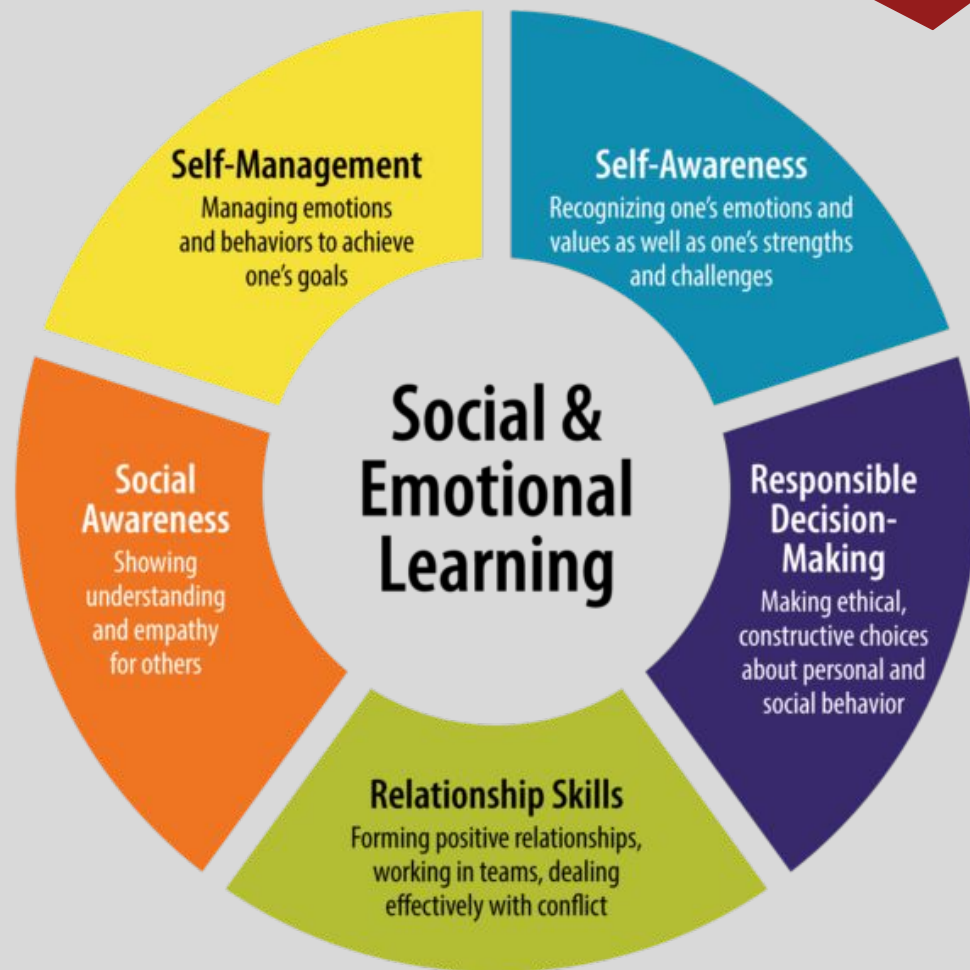 Self-Management
Managing emotions
and behaviors to achieve
one's goals
Self-Awareness
Recognizing one's emotions and
values as well as one's strengths
and challenges
Social &
Emotional
Learning
Social
Awareness
Showing
understanding
and empathy
for others
Responsible
Decision-
Making
Making ethical,
constructive choices
about personal and
social behavior
Relationship Skills
Forming positive relationships,
working in teams, dealing
effectively with conflict